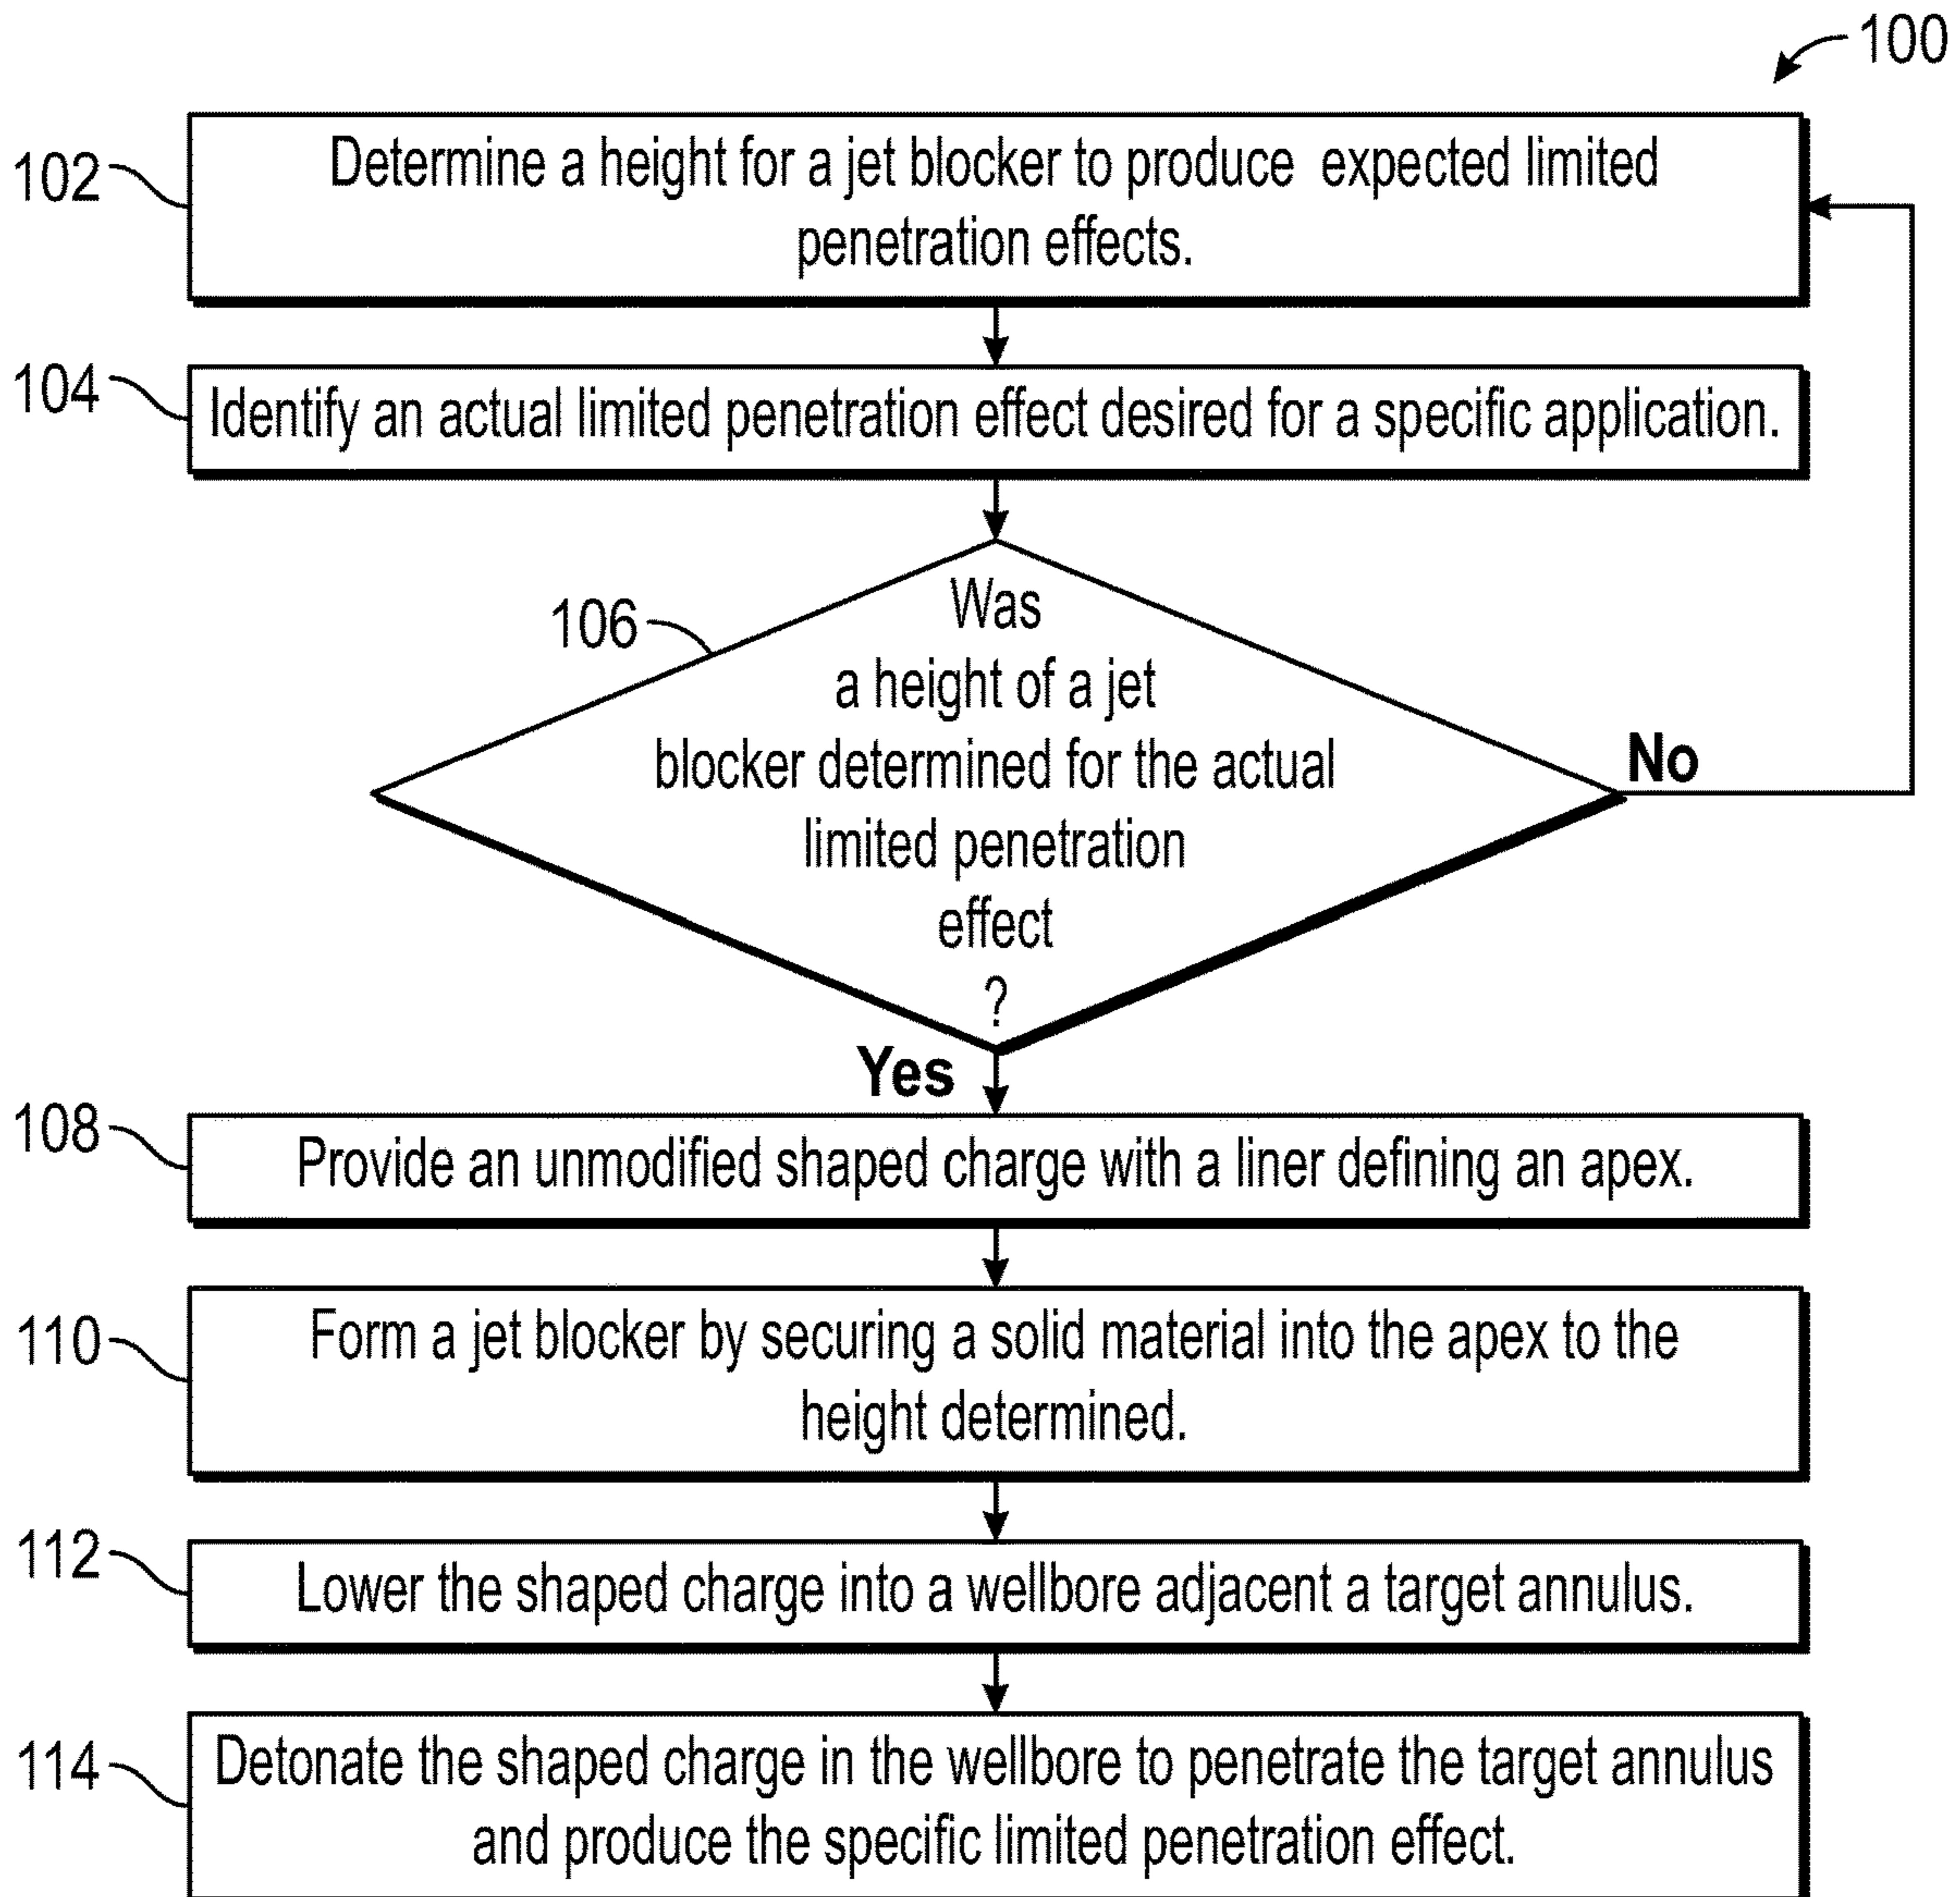 100
102
Determine a height for a jet blocker to produce expected limited
penetration effects.
104
Identify an actual limited penetration effect desired for a specific application.
106
Was
a height of a jet
blocker determined for the actual
limited penetration
effect
?
No
Yes
108
Provide an unmodified shaped charge with a liner defining an apex.
110
Form a jet blocker by securing a solid material into the apex to the
height determined.
112
Lower the shaped charge into a wellbore adjacent a target annulus.
114
Detonate the shaped charge in the wellbore to penetrate the target annulus
and produce the specific limited penetration effect.